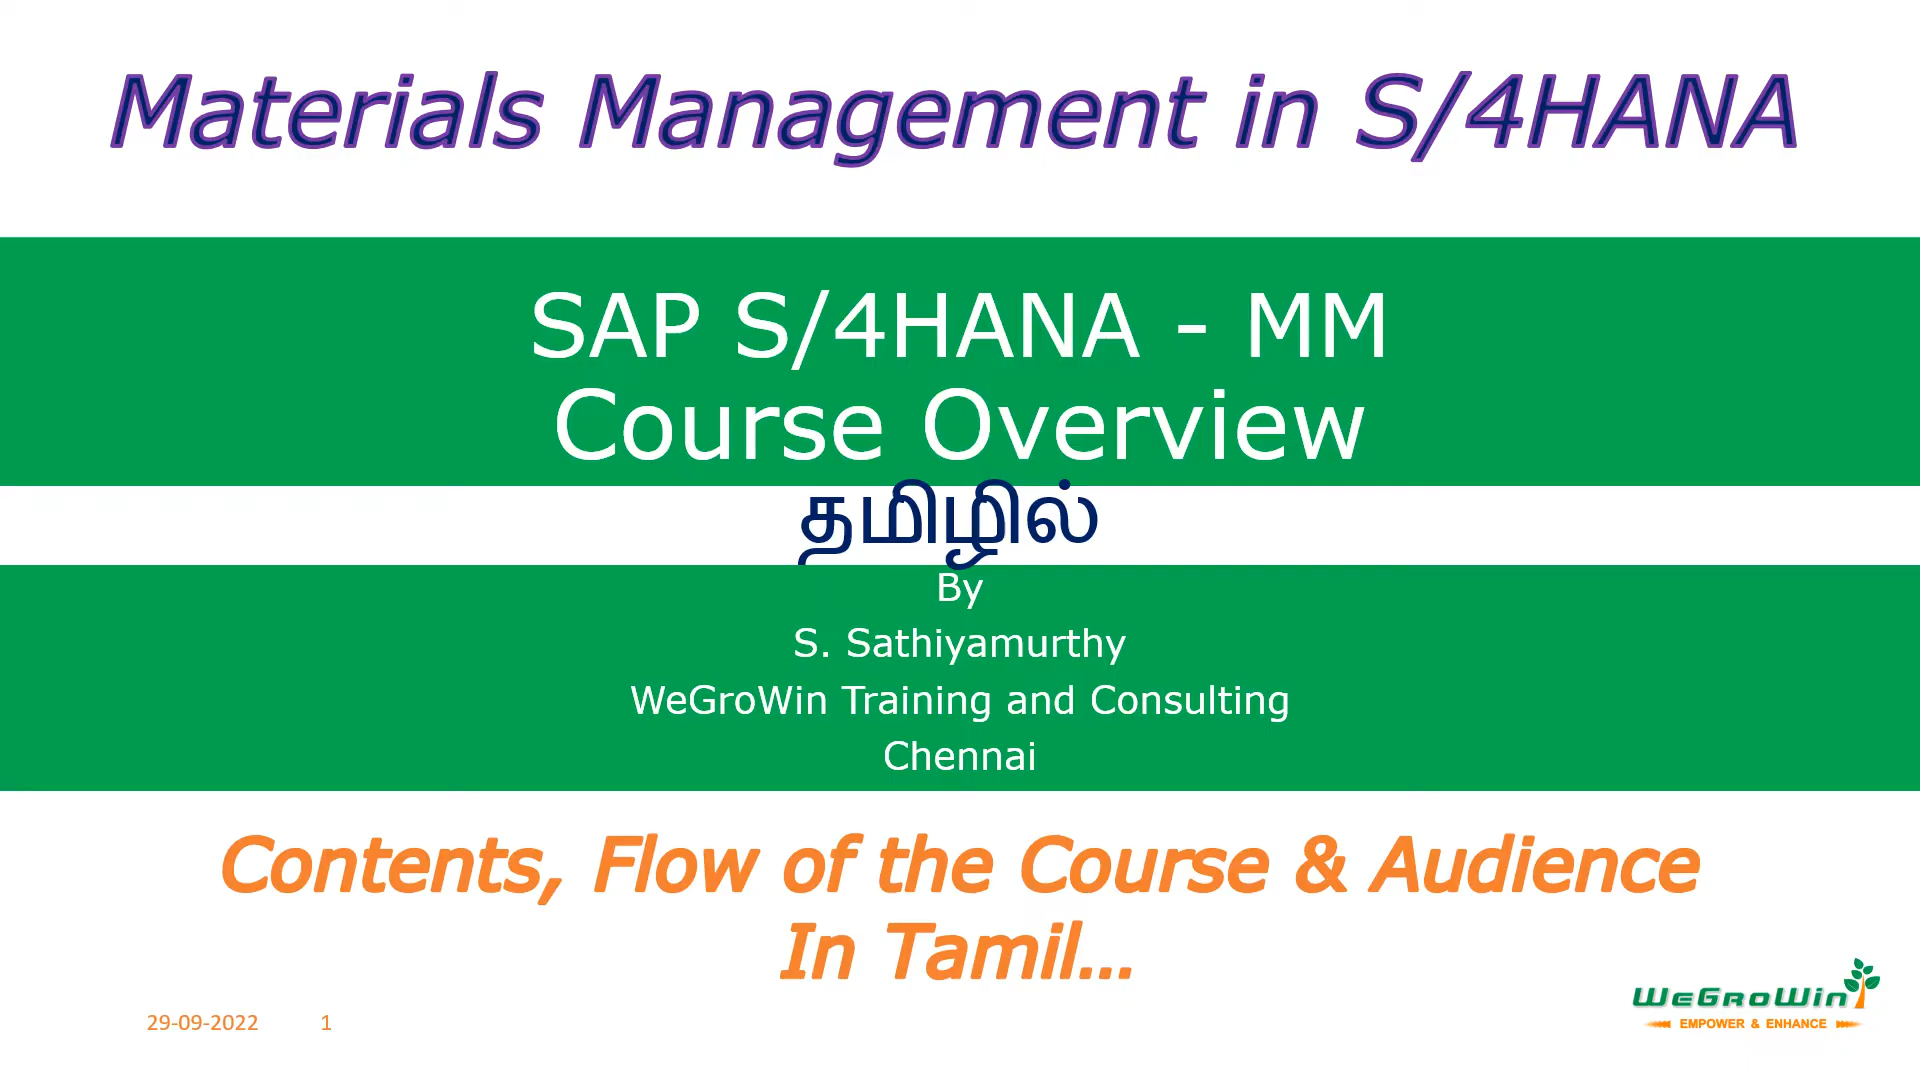 Materials Management in S/4HANA
SAP S/4HANA - MM
Course Overview
தமிழில்
By
S. Sathiyamurthy
WeGroWin Training and Consulting
Chennai
Contents, Flow of the Course & Audience
In Tamil...
29-09-2022 1
WeGroWin
EMPOWER & ENHANCE